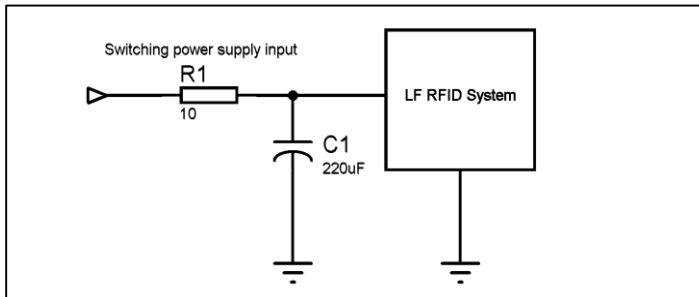 Switching power supply input
R1
10
LF RFID System
C1
220uF